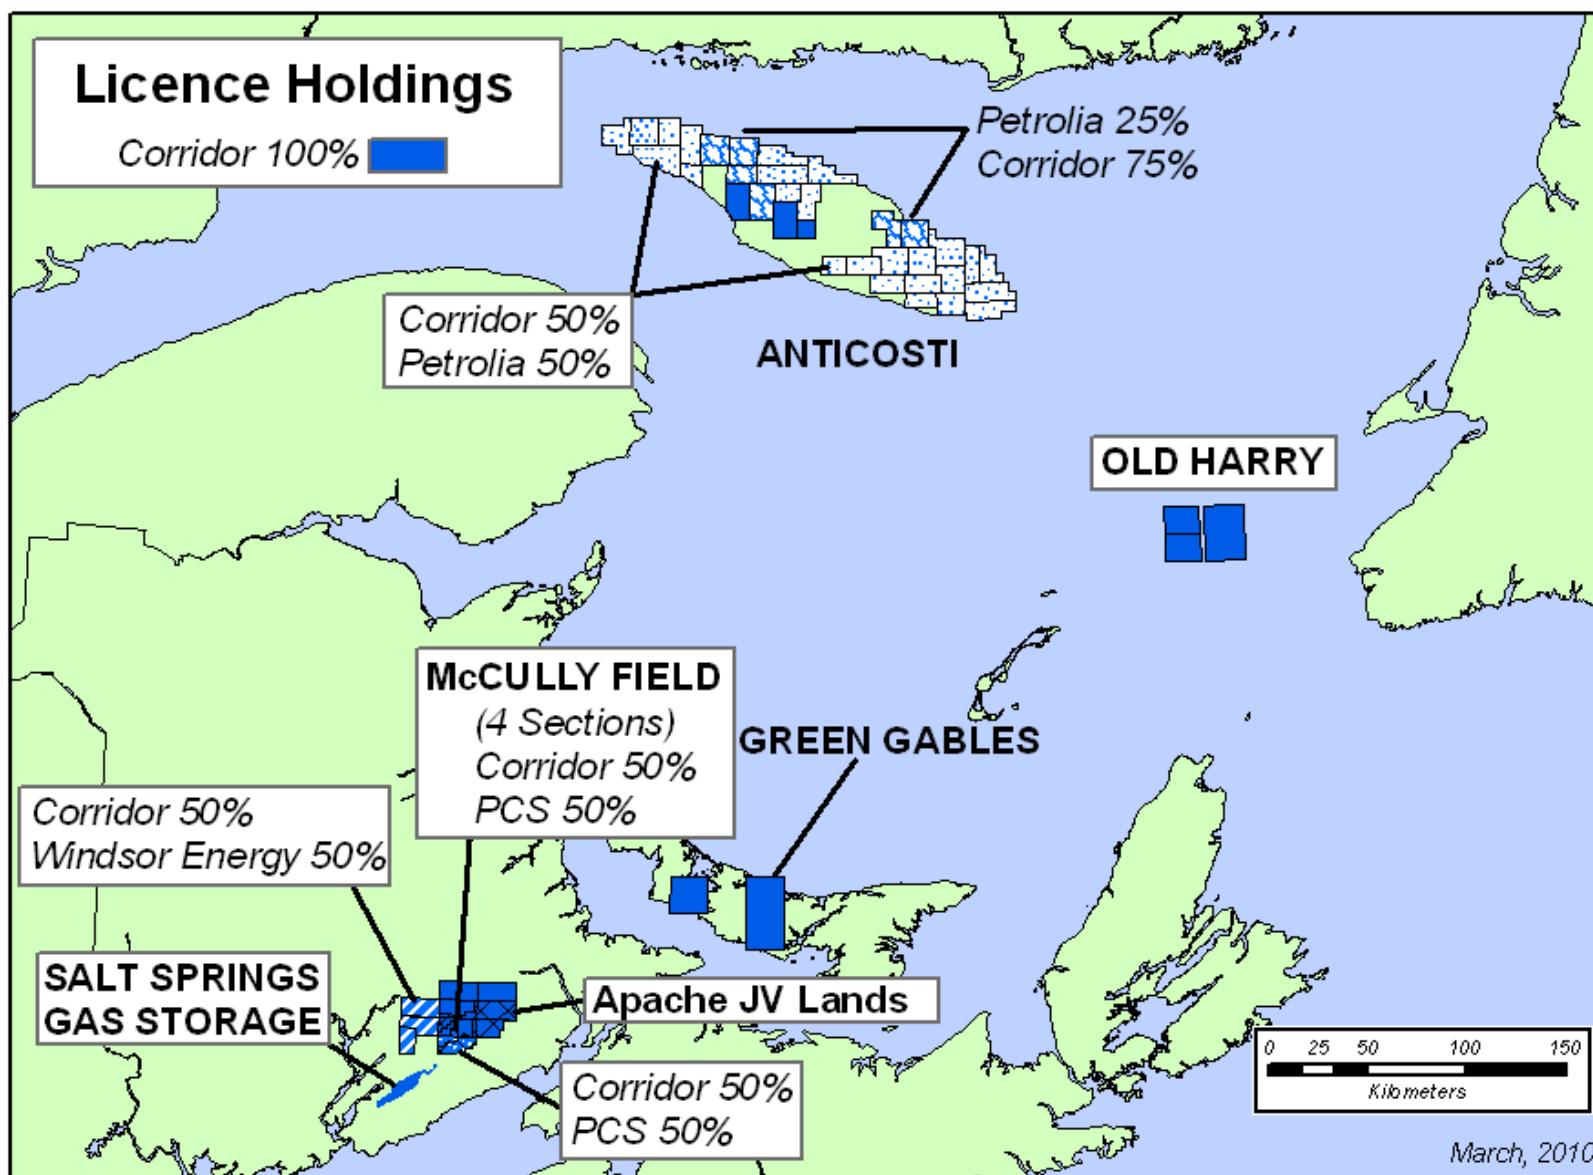 Licence Holdings
Corridor 100%
Petrolia 25%
Corridor 75%
Corridor 50%
Petrolia 50%
ANTICOSTI
OLD HARRY
McCULLY FIELD
(4 Sections)
Corridor 50%
PCS 50%
GREEN GABLES
Corridor 50%
Windsor Energy 50%
SALT SPRINGS
GAS STORAGE
Apache JV Lands
Corridor 50%
PCS 50%
0 25 50 100 150
Kilometers
March, 2010